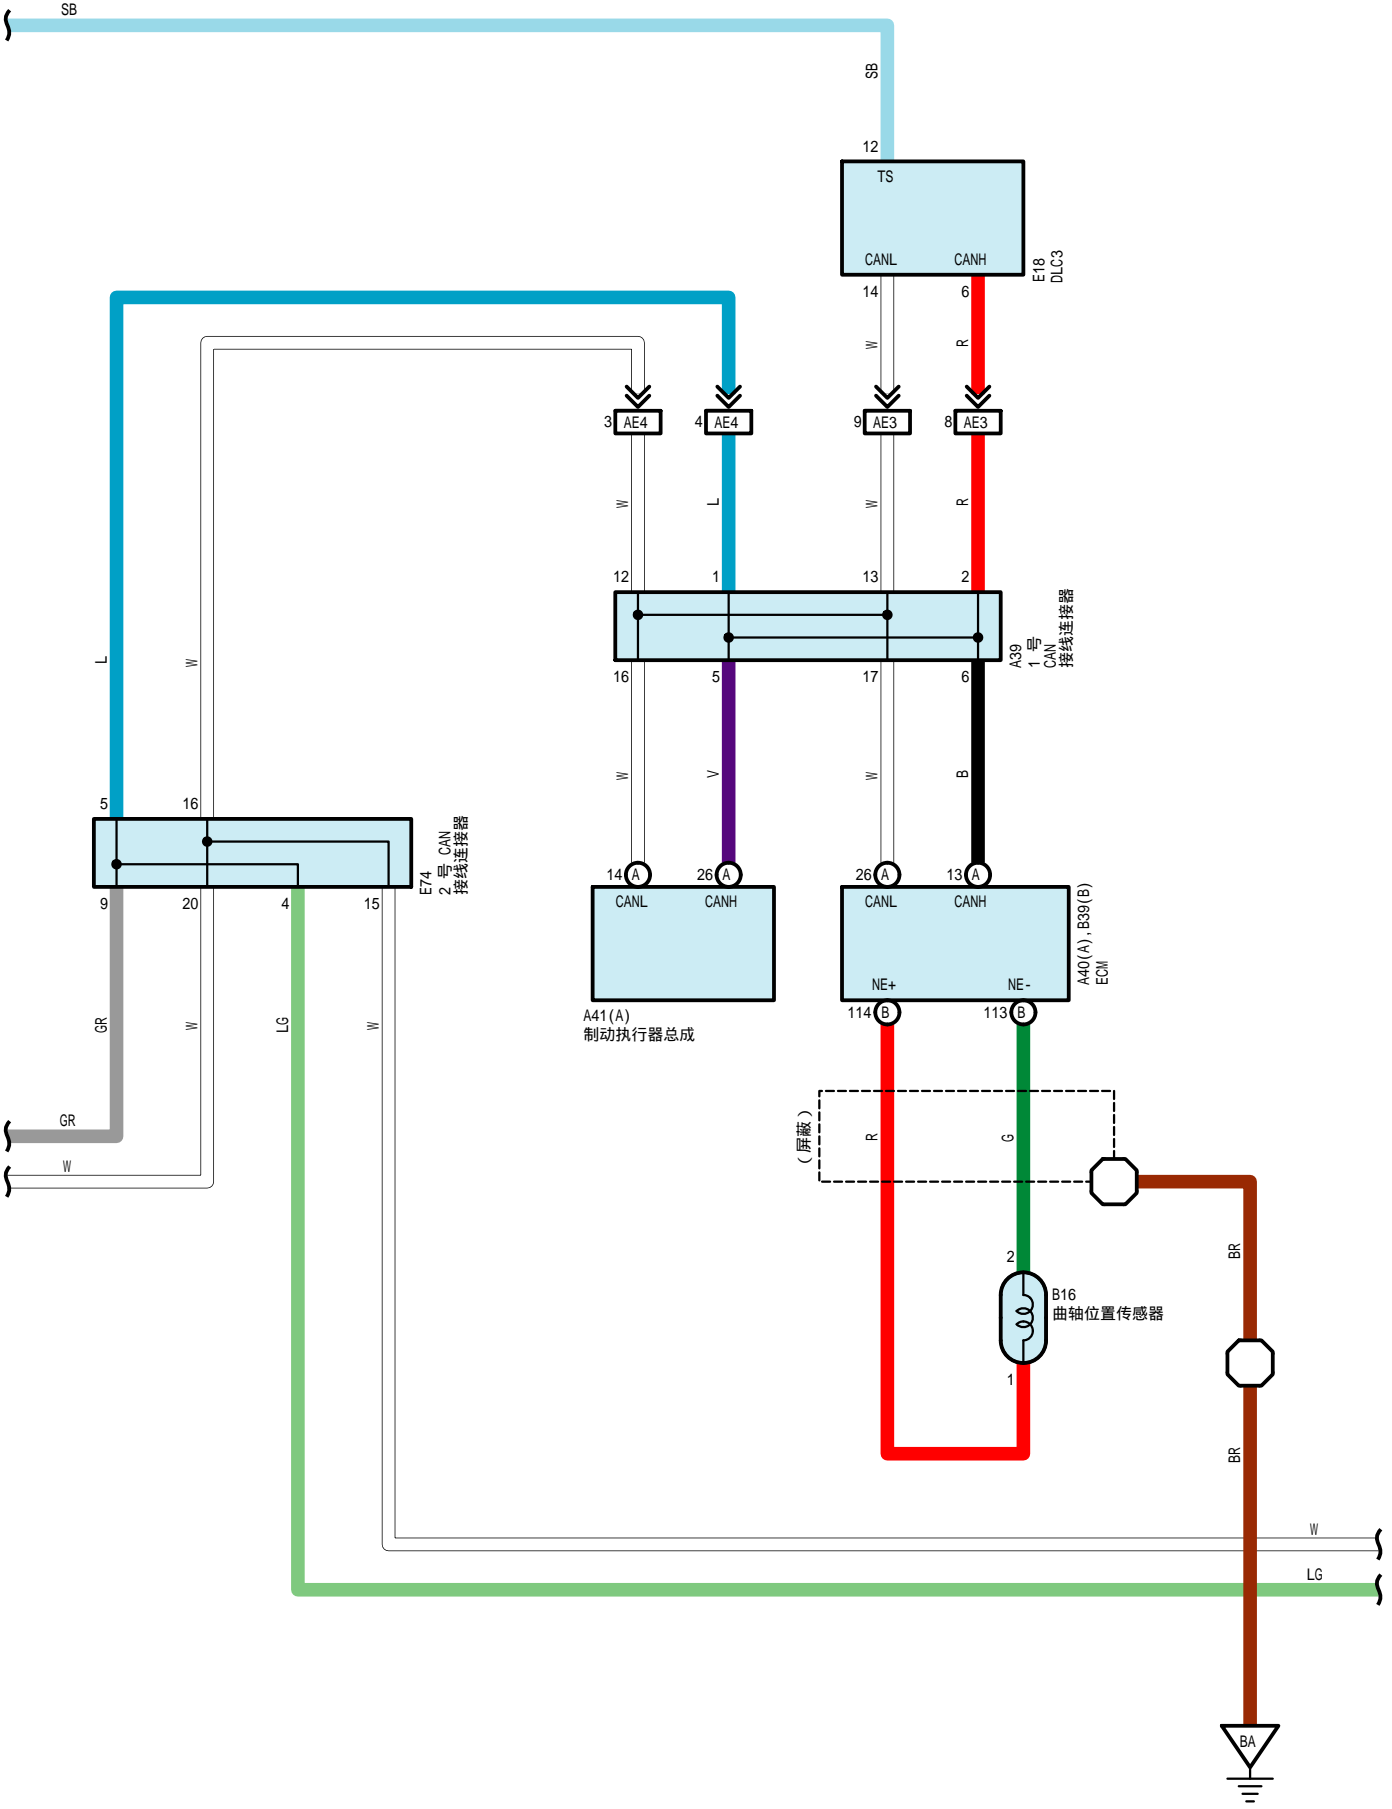 SB
SB
12
TS
CANL
CANH
E18
DLC3
14
6
W
R
3
AE4
4
AE4
9
AE3
8
AE3
W
L
W
R
12
1
13
2
A39
1 号
CAN
接线连接器
16
5
17
6
L
W
W
V
W
B
5
16
E74
2 号 CAN
接线连接器
9
20
4
15
14
A
26
A
26
A
13
A
CANL
CANH
CANL
CANH
A40(A),B39(B)
ECM
NE+
NE-
A41(A)
制动执行器总成
114
B
113
B
GR
W
LG
W
GR
W
(屏蔽)
R
G
BR
2
B16
曲轴位置传感器
1
BR
W
LG
BA